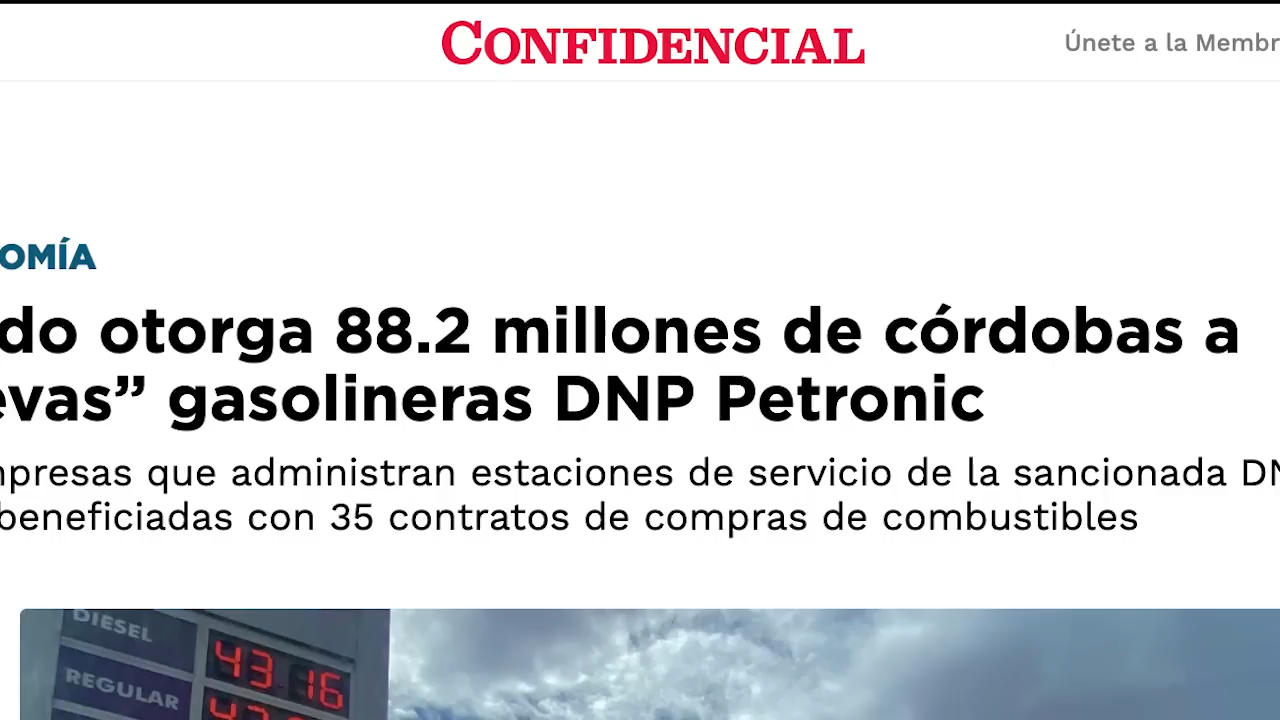 CONFIDENCIAL
Únete a la Membr
OMÍA
do otorga 88.2 millones de córdobas a
evas” gasolineras DNP Petronic
mpresas que administran estaciones de servicio de la sancionada DN
beneficiadas con 35 contratos de compras de combustibles
DIESEL
43.16
REGULAR